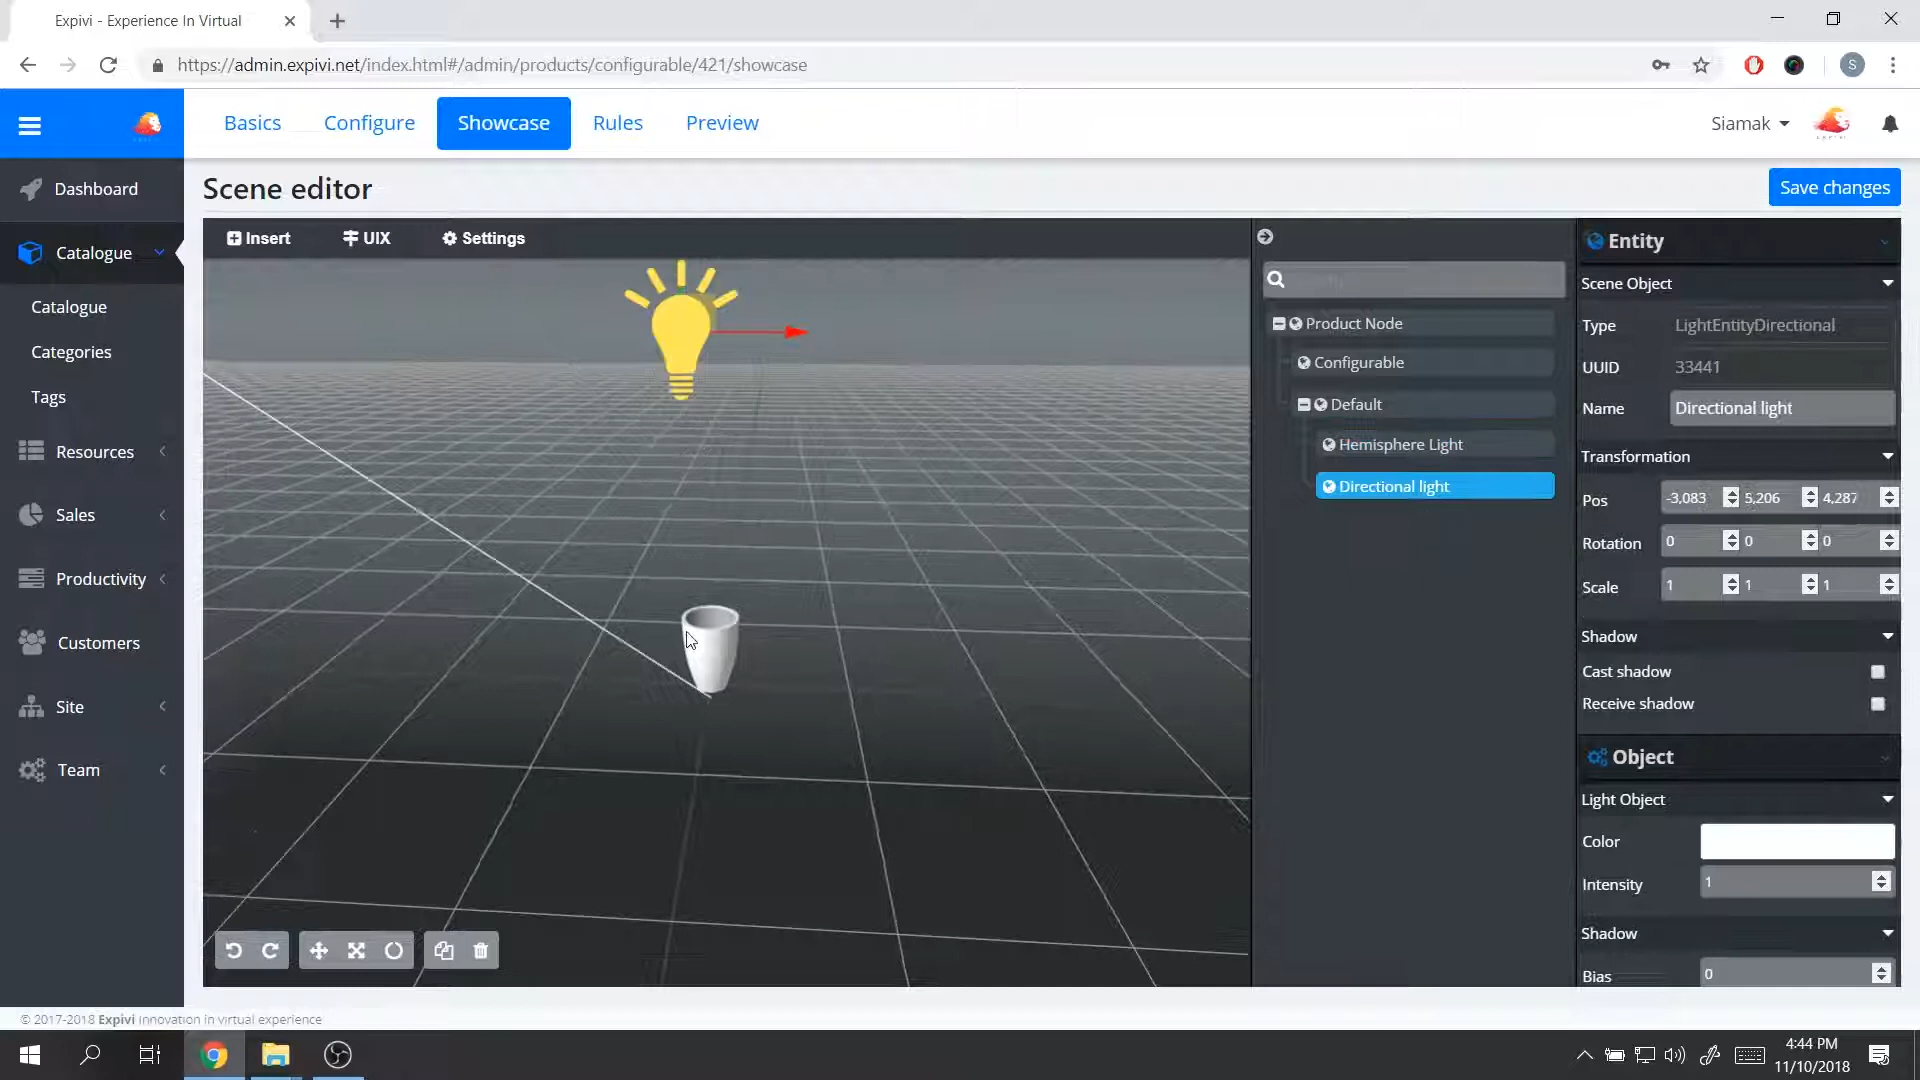 Expivi - Experience In Virtual
https://admin.expivi.net/index.html#/admin/products/configurable/421/showcase
S
Basics Configure Showcase Rules Preview
Siamak
Dashboard
Catalogue
Catalogue
Categories
Tags
Resources
Sales
Productivity
Customers
Site
Team
Scene editor
Save changes
Insert UIX Settings
Product Node
Configurable
Default
Hemisphere Light
Directional light
Entity
Scene Object
Type LightEntityDirectional
UUID 33441
Name Directional light
Transformation
Pos -3,083 5,206 4,287
Rotation 0 0 0
Scale 1 1 1
Shadow
Cast shadow
Receive shadow
Object
Light Object
Color
Intensity 1
Shadow
Bias 0
© 2017-2018 Expivi innovation in virtual experience
4:44 PM
11/10/2018